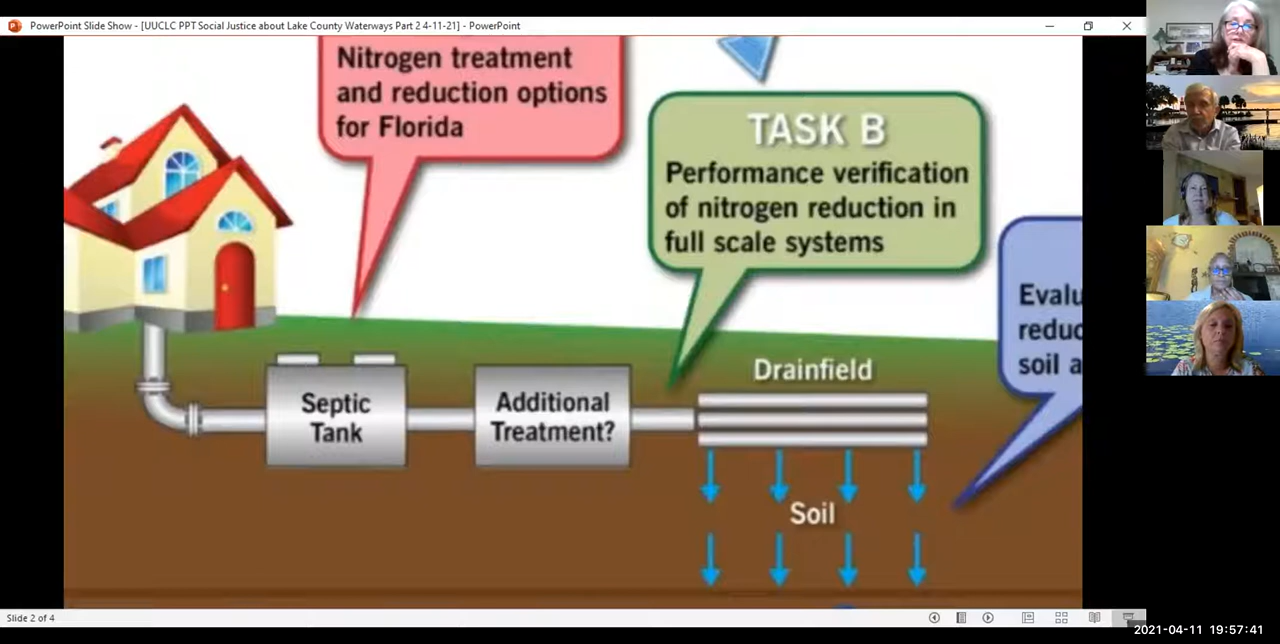 PowerPoint Slide Show - [UUCLC PPT Social Justice about Lake County Waterways Part 2 4-11-21] - PowerPoint
Nitrogen treatment
and reduction options
for Florida
TASK B
Performance verification
of nitrogen reduction in
full scale systems
Evalu
reduc
soil a
Drainfield
Septic
Tank
Additional
Treatment?
Soil
Slide 2 of 4
2021-04-11 19:57:41